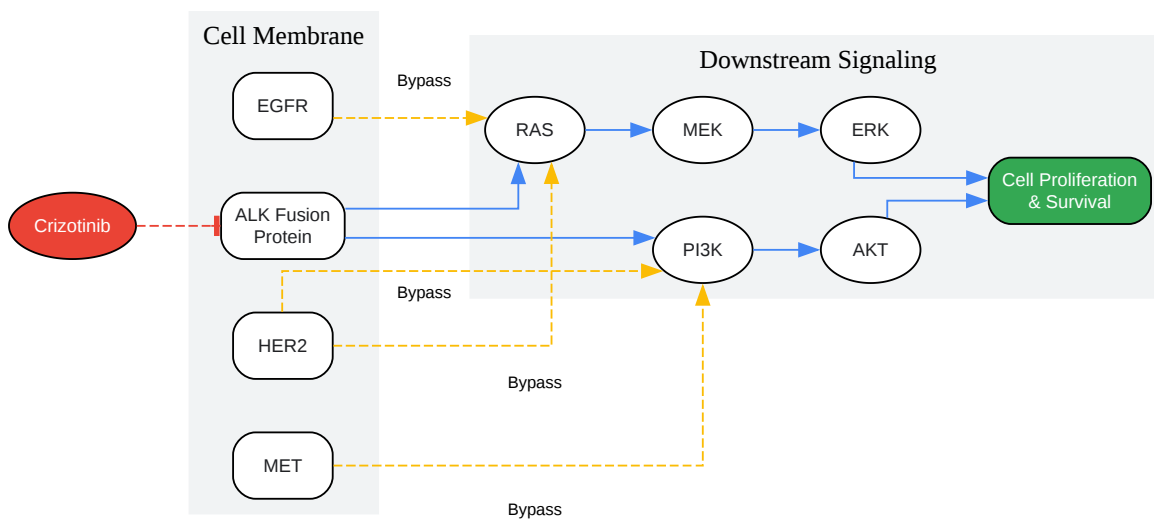 Cell Membrane
Downstream Signaling
EGFR
Bypass
RAS
MEK
ERK
Crizotinib
ALK Fusion
Protein
Cell Proliferation
& Survival
PI3K
AKT
Bypass
HER2
Bypass
MET
Bypass